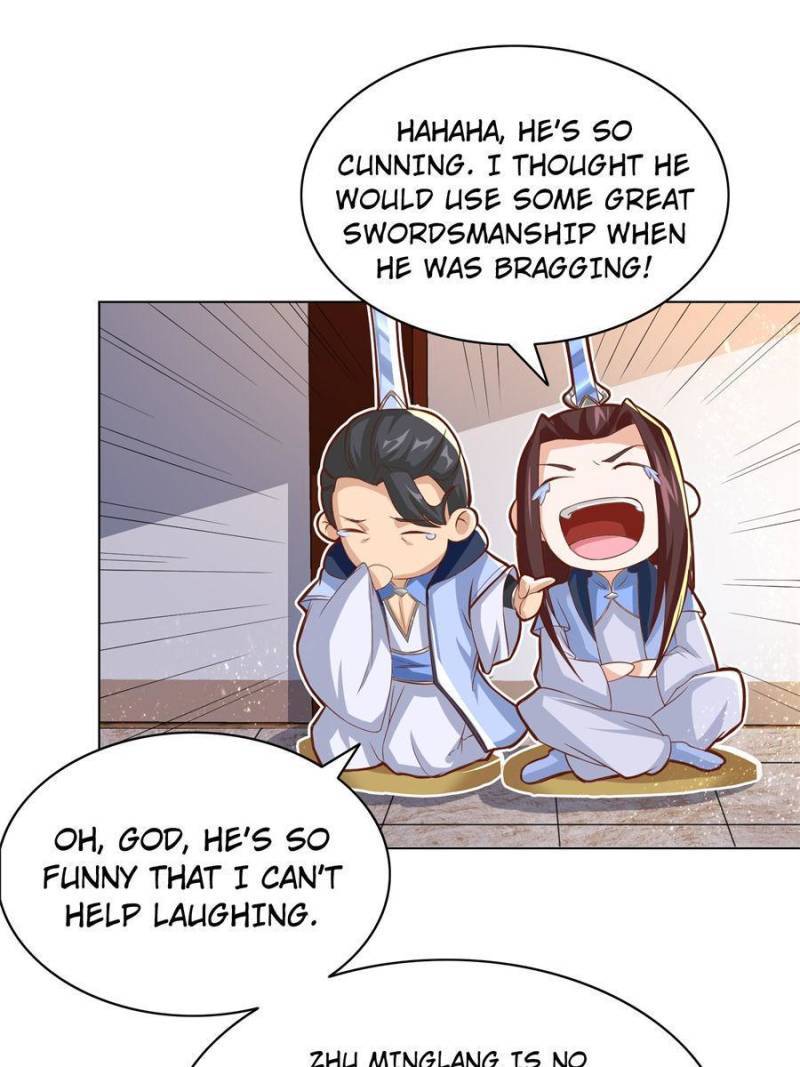 HAHAHA, HE'S SO
CUNNING. I THOUGHT HE
WOULD USE SOME GREAT
SWORDSMANSHIP WHEN
HE WAS BRAGGING!
OH, GOD, HE'S SO
FUNNY THAT I CAN'T
HELP LAUGHING.
ZHU MINGLANG IS NO